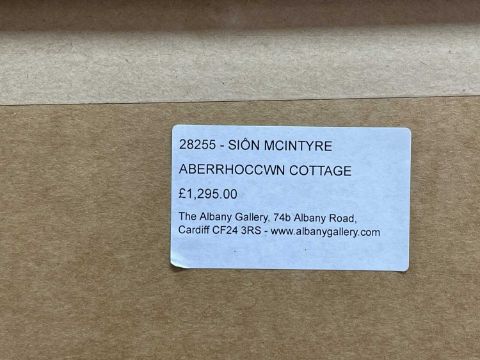 28255 - SIÔN MCINTYRE
ABERRHOCCWN COTTAGE
£1,295.00
The Albany Gallery, 74b Albany Road,
Cardiff CF24 3RS - www.albanygallery.com